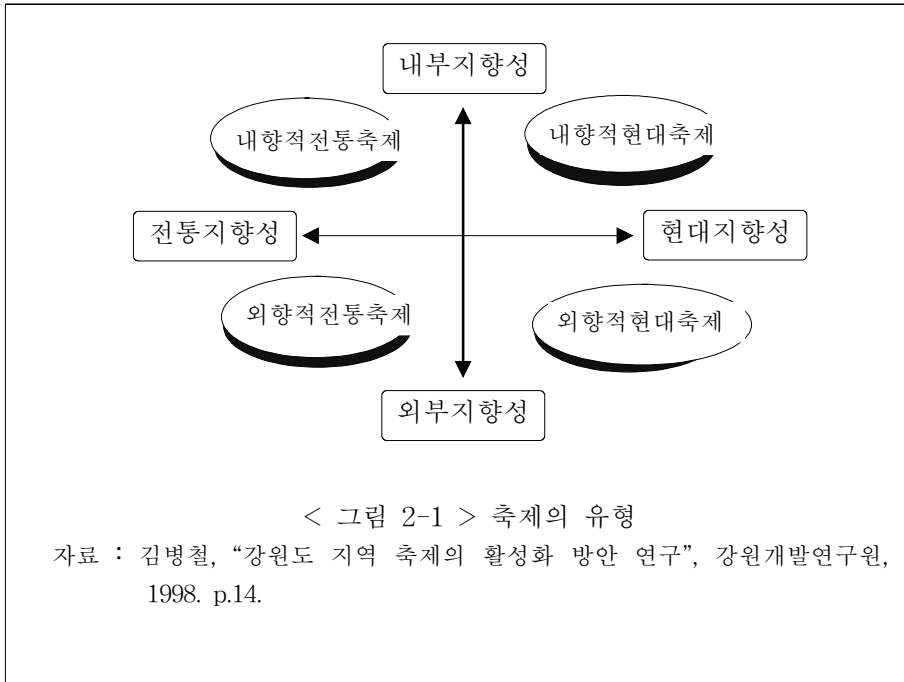 내부지향성
내향적전통축제
내향적현대축제
전통지향성
현대지향성
외향적전통축제
외향적현대축제
외부지향성
< 그림 2-1 > 축제의 유형
자료 : 김병철, “강원도 지역 축제의 활성화 방안 연구”, 강원개발연구원,
1998. p.14.